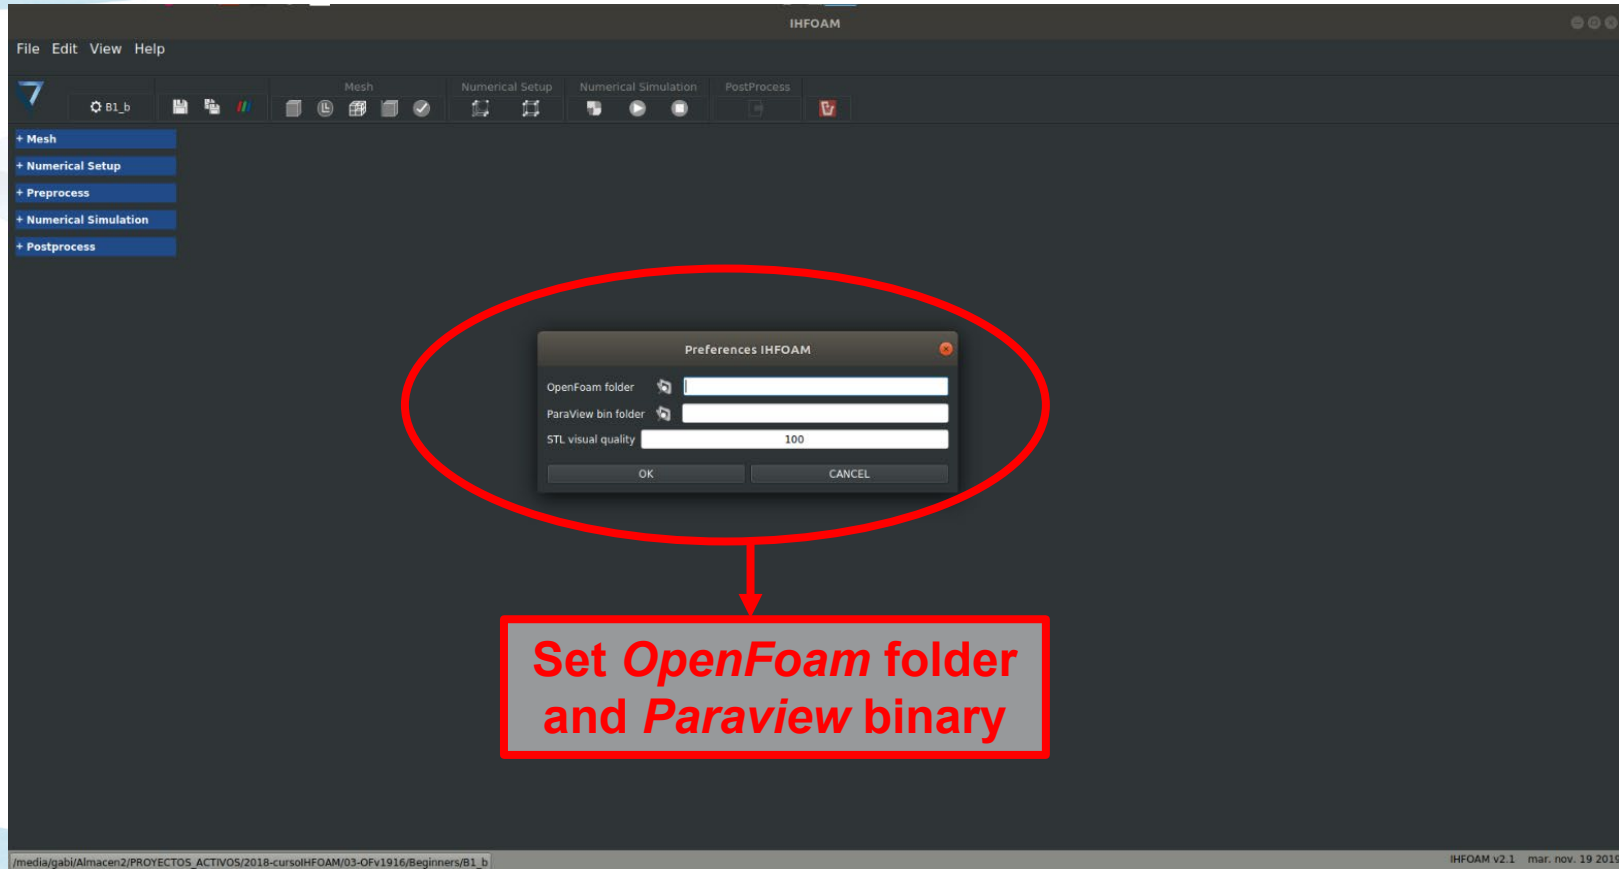 IHFOAM
File Edit View Help
Mesh Numerical Setup Numerical Simulation PostProcess
B1_b
+ Mesh
+ Numerical Setup
+ Preprocess
+ Numerical Simulation
+ Postprocess
Preferences IHFOAM
OpenFoam folder
ParaView bin folder
STL visual quality 100
OK CANCEL
Set OpenFoam folder
and Paraview binary
/media/gabi/Almacen2/PROYECTOS_ACTIVOS/2018-cursoIHFOAM/03-OFv1916/Beginners/B1_b
IHFOAM v2.1 mar. nov. 19 2019